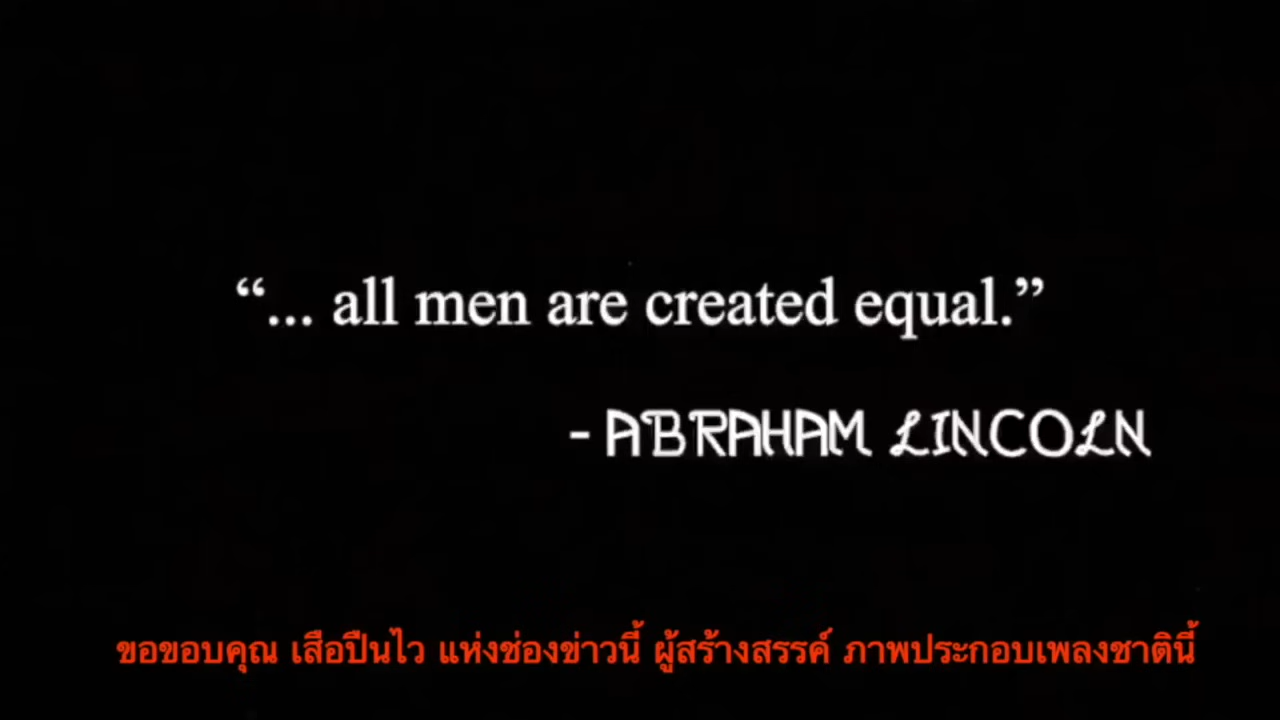 “... all men are created equal.”
- ABRAHAM LINCOLN
ขอขอบคุณ เสือปืนไว แห่งช่องข่าวนี้ ผู้สร้างสรรค์ ภาพประกอบเพลงชาตินี้